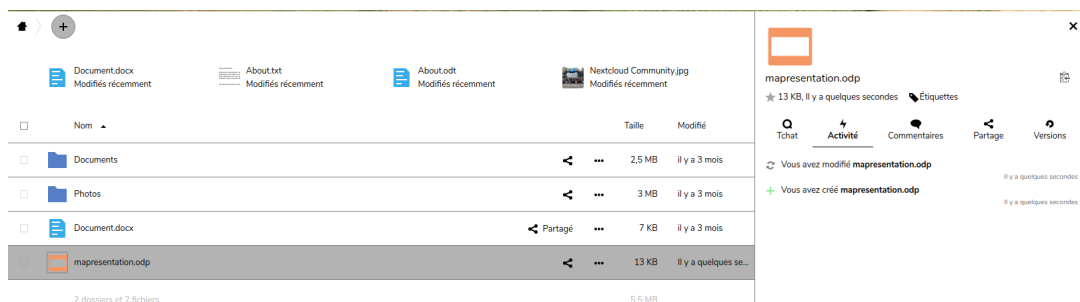 Document.docx
Modifiés récemment
About.txt
Modifiés récemment
About.odt
Modifiés récemment
Nextcloud Community.jpg
Modifiés récemment
Nom
Taille
Modifié
Documents
2,5 MB
il y a 3 mois
Photos
3 MB
il y a 3 mois
Document.docx
Partagé
7 KB
il y a 3 mois
mapresentation.odp
13 KB
Il y a quelques se...
2 dossiers et 2 fichiers
5.5 MB
mapresentation.odp
13 KB, Il y a quelques secondes
Étiquettes
Tchat
Activité
Commentaires
Partage
Versions
Vous avez modifié mapresentation.odp
Il y a quelques secondes
Vous avez créé mapresentation.odp
Il y a quelques secondes